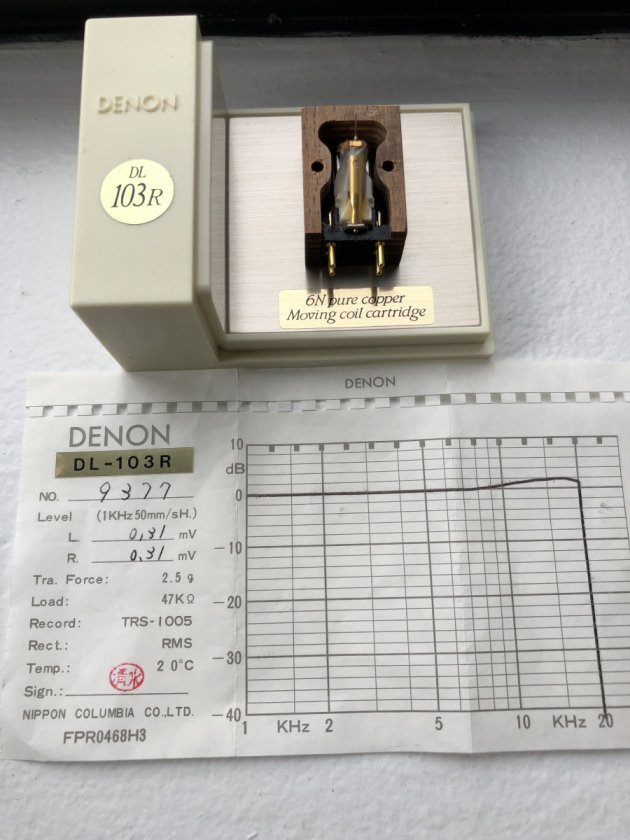 DENON
DL
103R
6N pure copper
Moving coil cartridge
DENON
DENON
DL-103R
NO. 9377
Level (1KHz 50mm/sH.)
L. 0,31 mV
R. 0,31 mV
Tra. Force: 2.5 g
Load: 47KΩ
Record: TRS-1005
Rect.: RMS
Temp.: 20°C
Sign.:
NIPPON COLUMBIA CO.,LTD.
FPR0468H3
10
dB
0
-10
-20
-30
-40
1 KHz 2 5 10 KHz 20